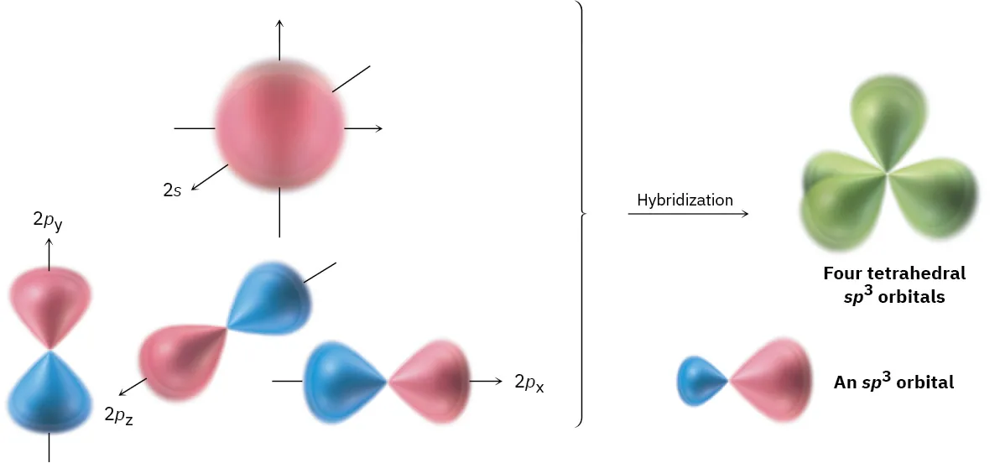 2s
2py
2pz
2px
Hybridization
Four tetrahedral
sp³ orbitals
An sp³ orbital